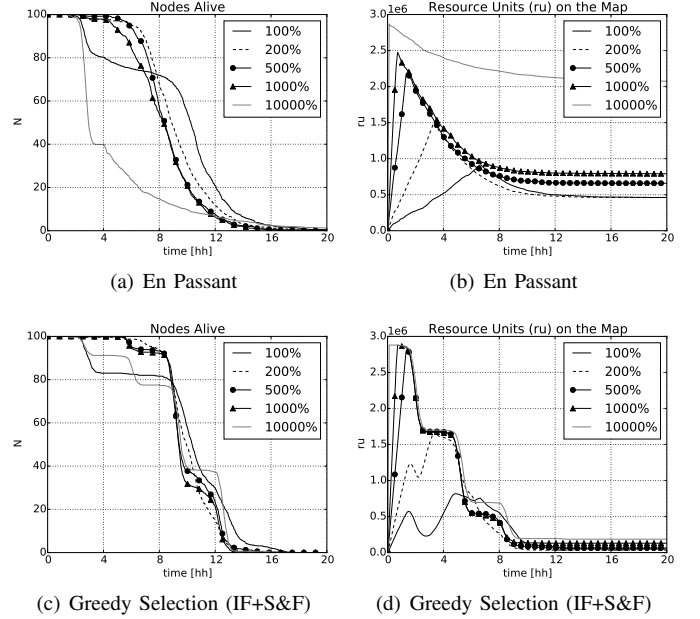 Nodes Alive
100
80
60
40
20
0
N
0 4 8 12 16 20
time [hh]
100%
200%
500%
1000%
10000%
(a) En Passant
Resource Units (ru) on the Map
1e6
3.0
2.5
2.0
1.5
1.0
0.5
0.0
ru
0 4 8 12 16 20
time [hh]
100%
200%
500%
1000%
10000%
(b) En Passant
Nodes Alive
100
80
60
40
20
0
N
0 4 8 12 16 20
time [hh]
100%
200%
500%
1000%
10000%
(c) Greedy Selection (IF+S&F)
Resource Units (ru) on the Map
1e6
3.0
2.5
2.0
1.5
1.0
0.5
0.0
ru
0 4 8 12 16 20
time [hh]
100%
200%
500%
1000%
10000%
(d) Greedy Selection (IF+S&F)